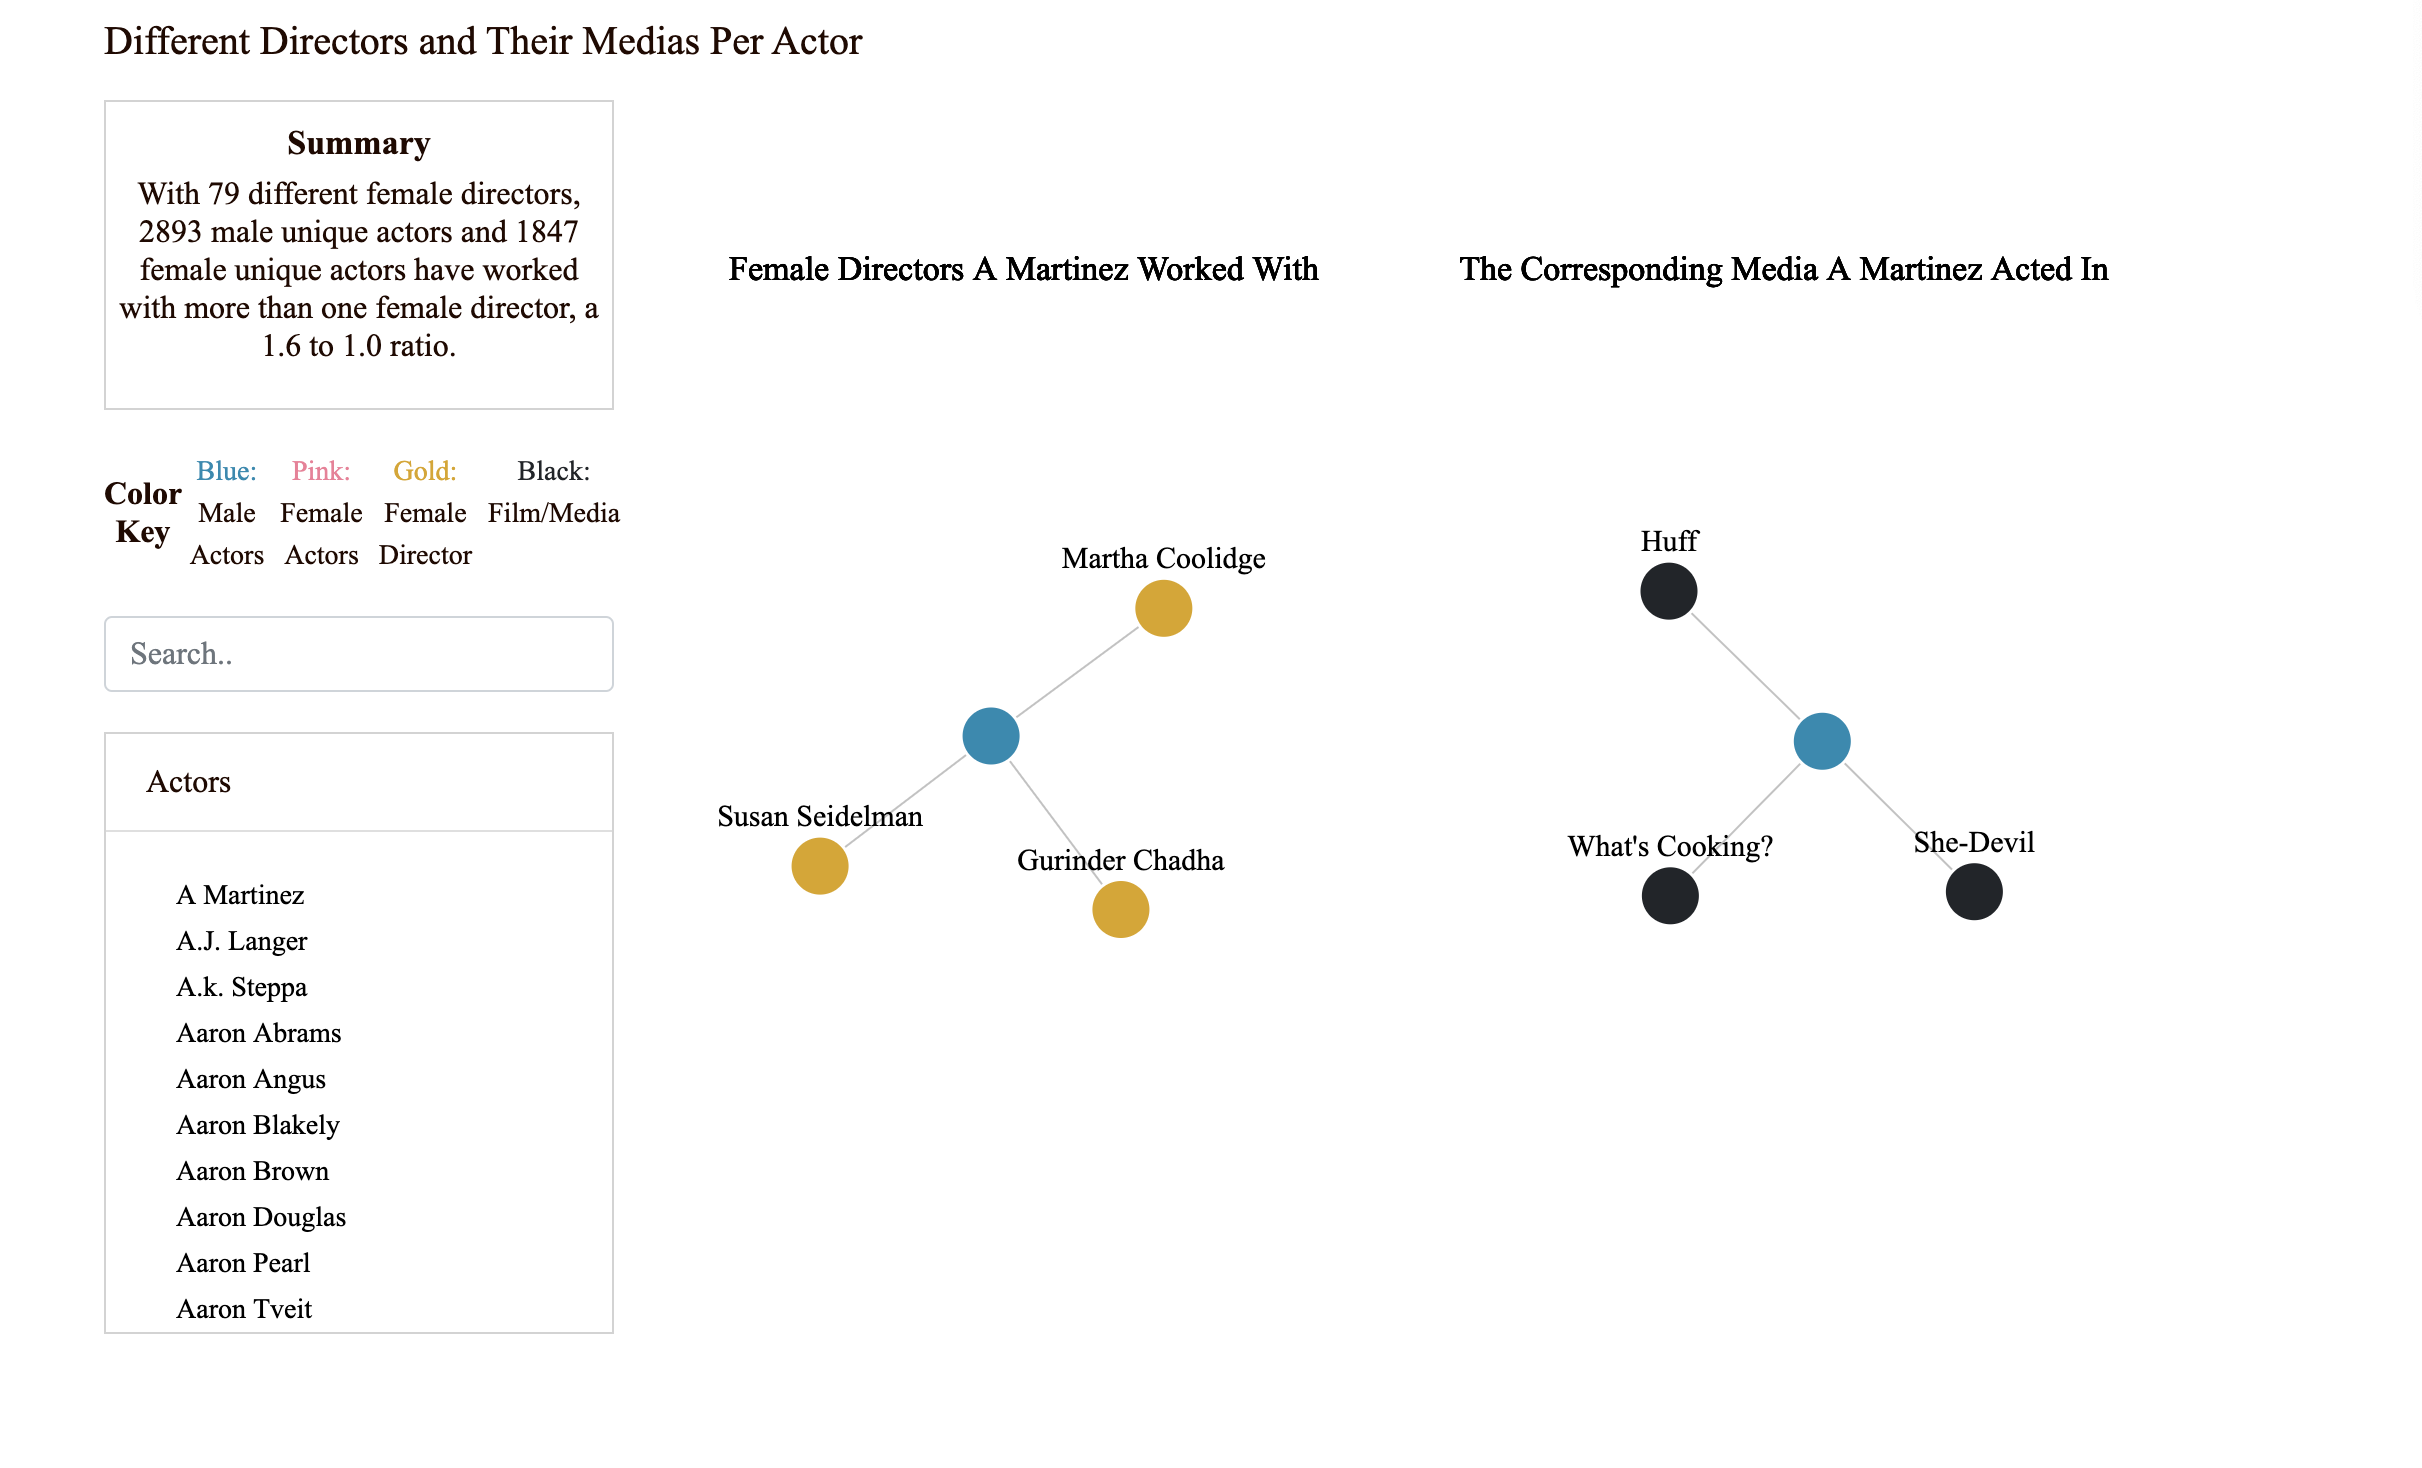 Different Directors and Their Medias Per Actor
Summary
With 79 different female directors,
2893 male unique actors and 1847
female unique actors have worked
with more than one female director, a
1.6 to 1.0 ratio.
Color
Key
Blue:
Male
Actors
Pink:
Female
Actors
Gold:
Female
Director
Black:
Film/Media
Search..
Actors
A Martinez
A.J. Langer
A.k. Steppa
Aaron Abrams
Aaron Angus
Aaron Blakely
Aaron Brown
Aaron Douglas
Aaron Pearl
Aaron Tveit
Female Directors A Martinez Worked With
Martha Coolidge
Susan Seidelman
Gurinder Chadha
The Corresponding Media A Martinez Acted In
Huff
What's Cooking?
She-Devil